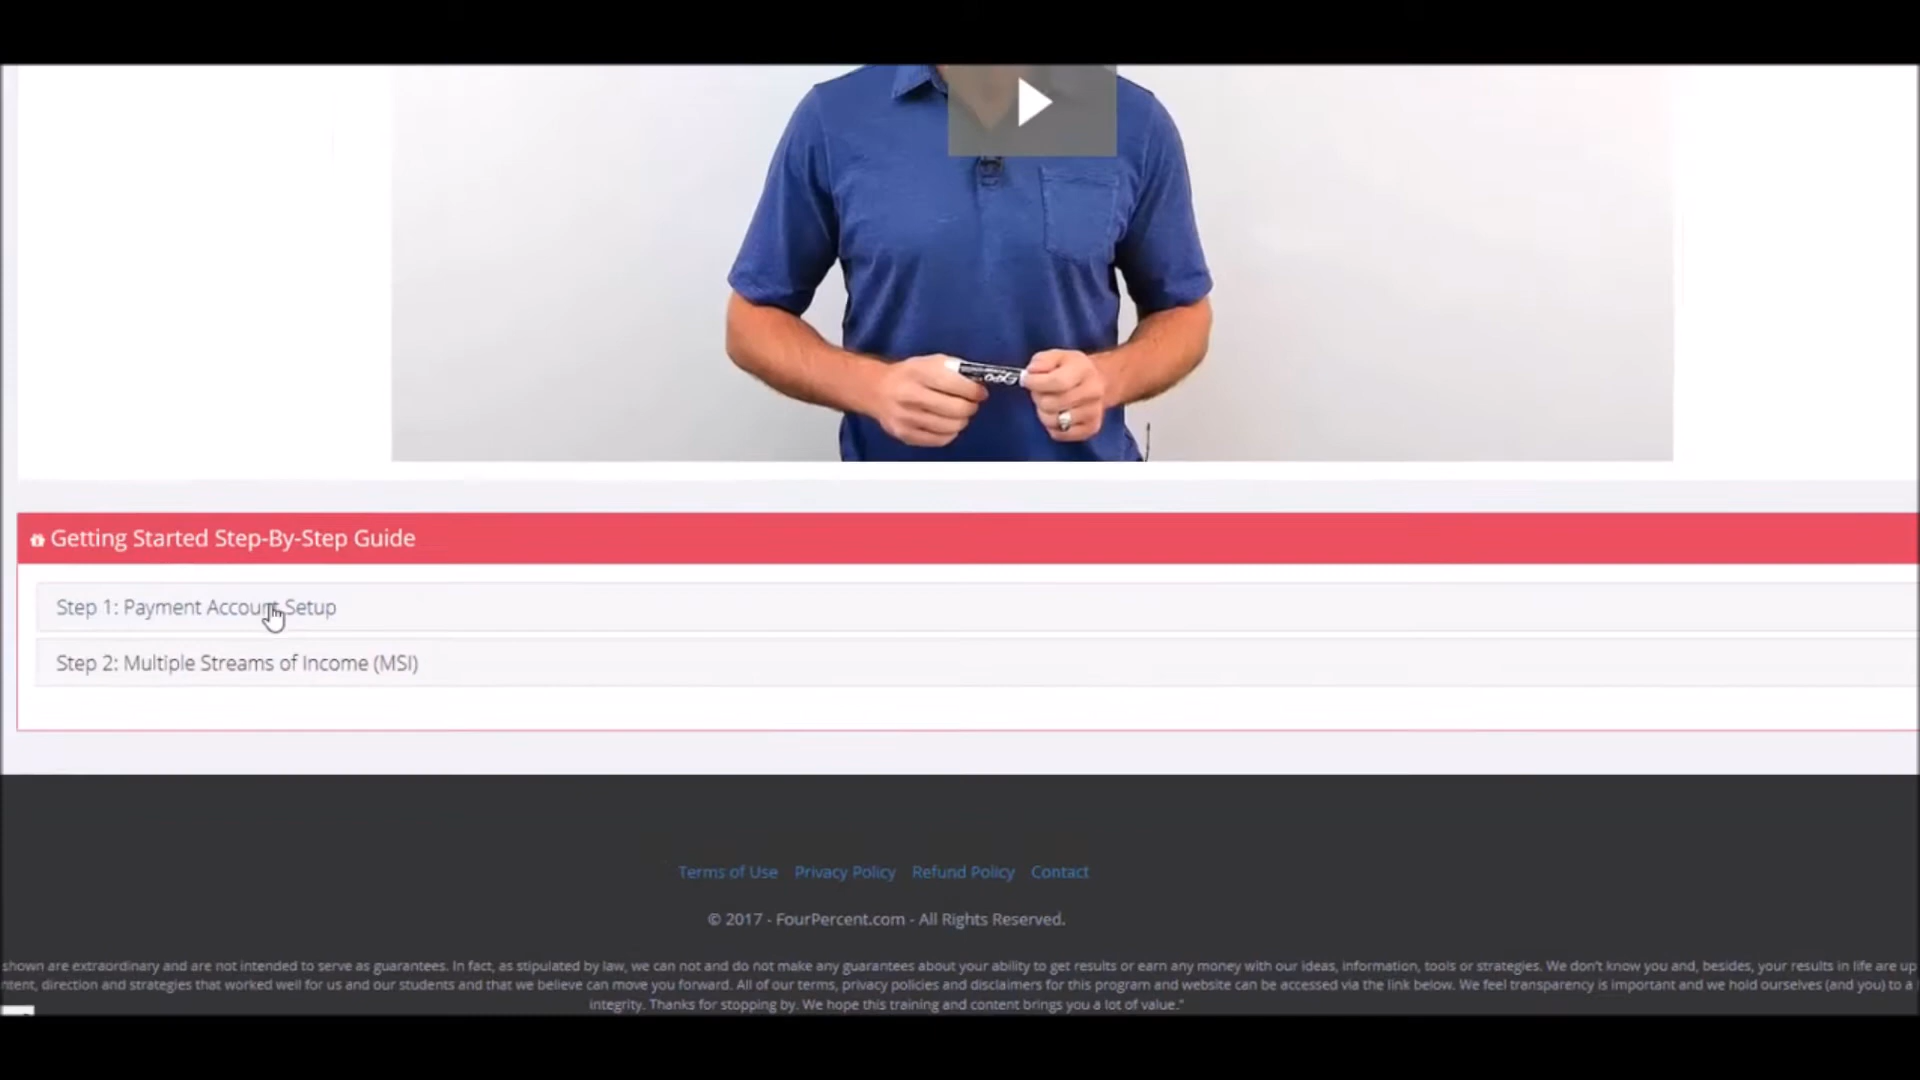 EXPO
Getting Started Step-By-Step Guide
Step 1: Payment Account Setup
Step 2: Multiple Streams of Income (MSI)
Terms of Use Privacy Policy Refund Policy Contact
© 2017 - FourPercent.com - All Rights Reserved.
shown are extraordinary and are not intended to serve as guarantees. In fact, as stipulated by law, we can not and do not make any guarantees about your ability to get results or earn any money with our ideas, information, tools or strategies. We don't know you and, besides, your results in life are up
ntent, direction and strategies that worked well for us and our students and that we believe can move you forward. All of our terms, privacy policies and disclaimers for this program and website can be accessed via the link below. We feel transparency is important and we hold ourselves (and you) to a
integrity. Thanks for stopping by. We hope this training and content brings you a lot of value."